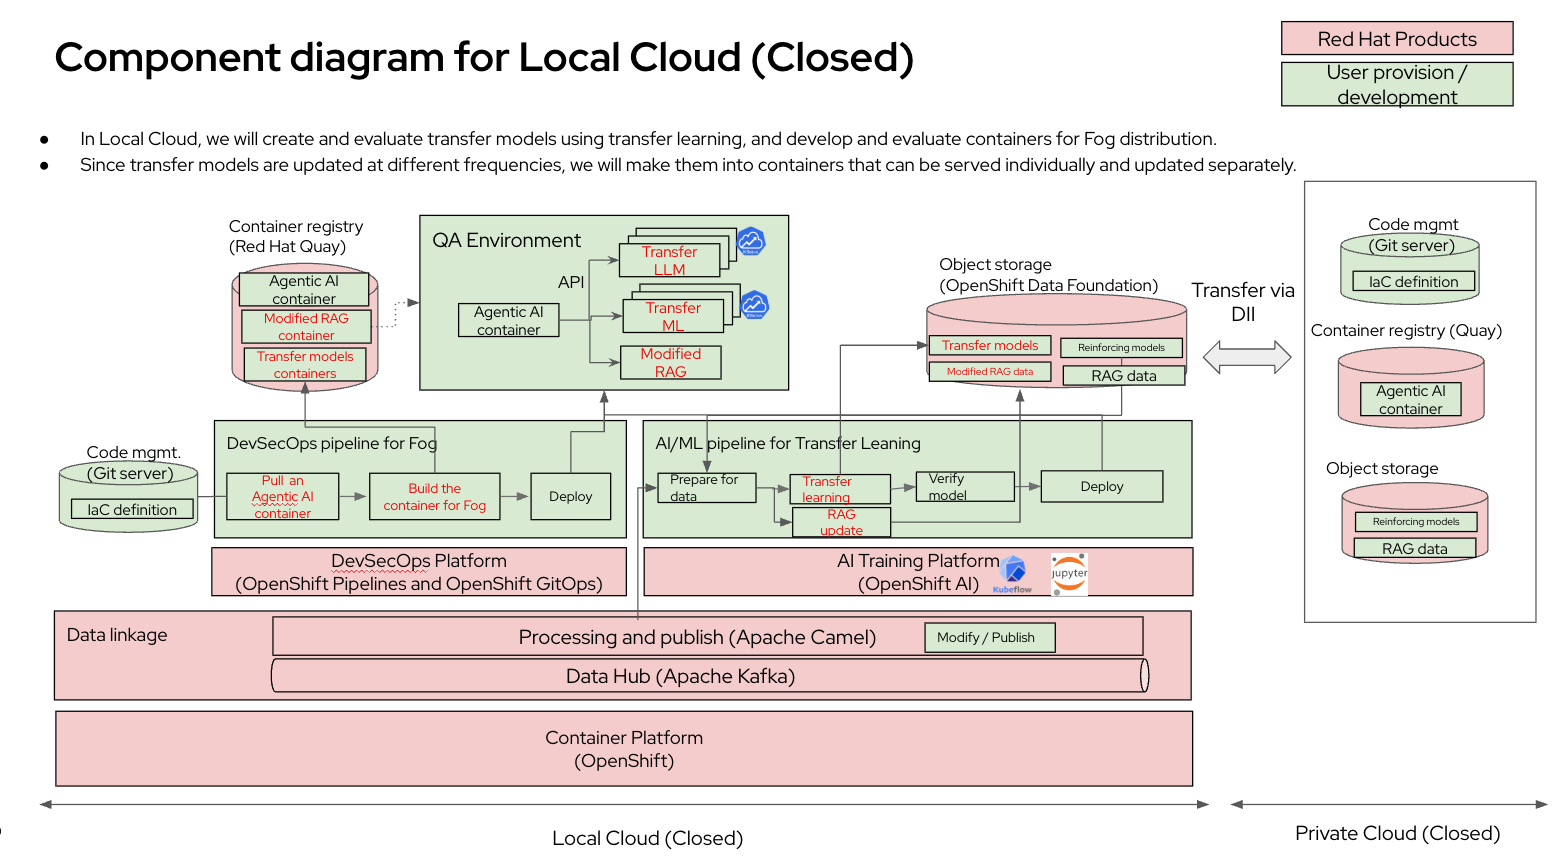 Component diagram for Local Cloud (Closed)
Red Hat Products
User provision /
development
● In Local Cloud, we will create and evaluate transfer models using transfer learning, and develop and evaluate containers for Fog distribution.
● Since transfer models are updated at different frequencies, we will make them into containers that can be served individually and updated separately.
Container registry
(Red Hat Quay)
Agentic AI
container
Modified RAG
container
Transfer models
containers
QA Environment
API
Agentic AI
container
Transfer
LLM
KServe
Transfer
ML
KServe
Modified
RAG
Object storage
(OpenShift Data Foundation)
Transfer models
Reinforcing models
Modified RAG data
RAG data
Transfer via
DII
Code mgmt
(Git server)
IaC definition
Container registry (Quay)
Agentic AI
container
Object storage
Reinforcing models
RAG data
Code mgmt.
(Git server)
IaC definition
DevSecOps pipeline for Fog
Pull an
Agentic AI
container
Build the
container for Fog
Deploy
AI/ML pipeline for Transfer Leaning
Prepare for
data
Transfer
learning
RAG
update
Verify
model
Deploy
DevSecOps Platform
(OpenShift Pipelines and OpenShift GitOps)
AI Training Platform
(OpenShift AI)
Kubeflow
jupyter
Data linkage
Processing and publish (Apache Camel)
Modify / Publish
Data Hub (Apache Kafka)
Container Platform
(OpenShift)
Local Cloud (Closed)
Private Cloud (Closed)